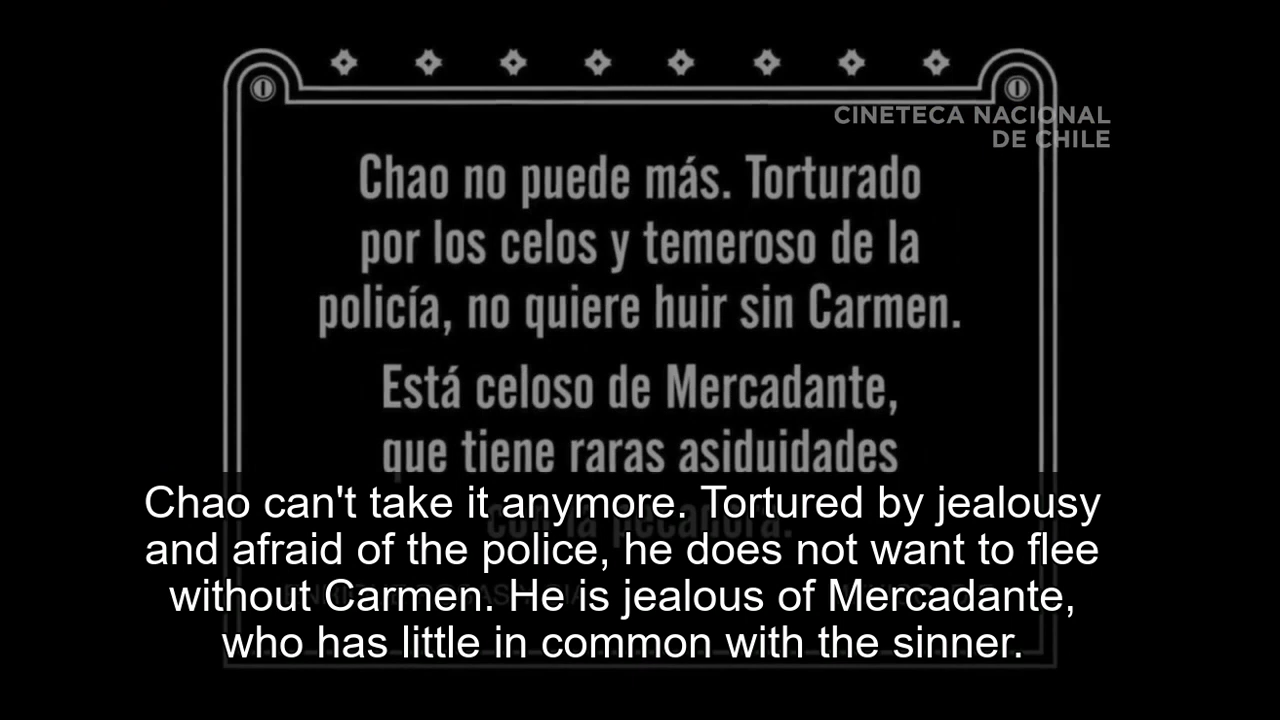 CINETECA NACIONAL
DE CHILE
Chao no puede más. Torturado
por los celos y temeroso de la
policía, no quiere huir sin Carmen.
Está celoso de Mercadante,
que tiene raras asiduidades
con la pecadora.
Chao can't take it anymore. Tortured by jealousy
and afraid of the police, he does not want to flee
without Carmen. He is jealous of Mercadante,
who has little in common with the sinner.